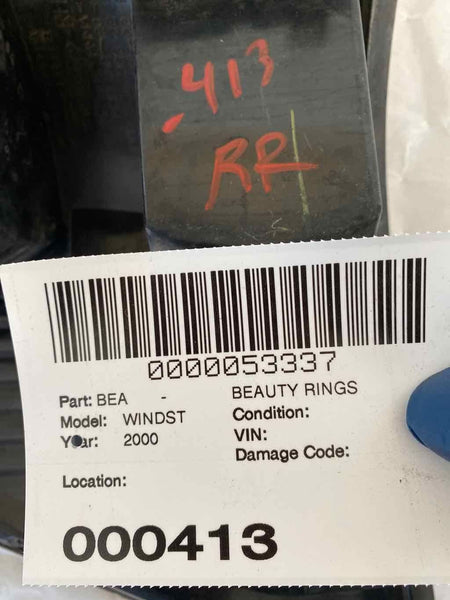 413
RR
0000053337
Part: BEA - BEAUTY RINGS
Model: WINDST Condition:
Year: 2000 VIN:
Damage Code:
Location:
000413